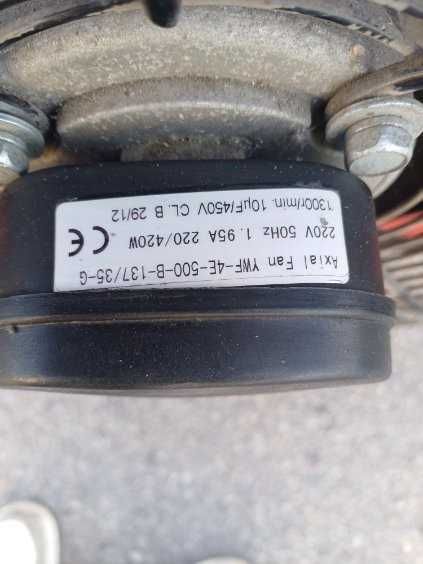 Axial Fan YWF-4E-500-B-137/35-G
220V 50Hz 1.95A 220/420W
1300r/min 10μF/450V CL.B 29/12
CE